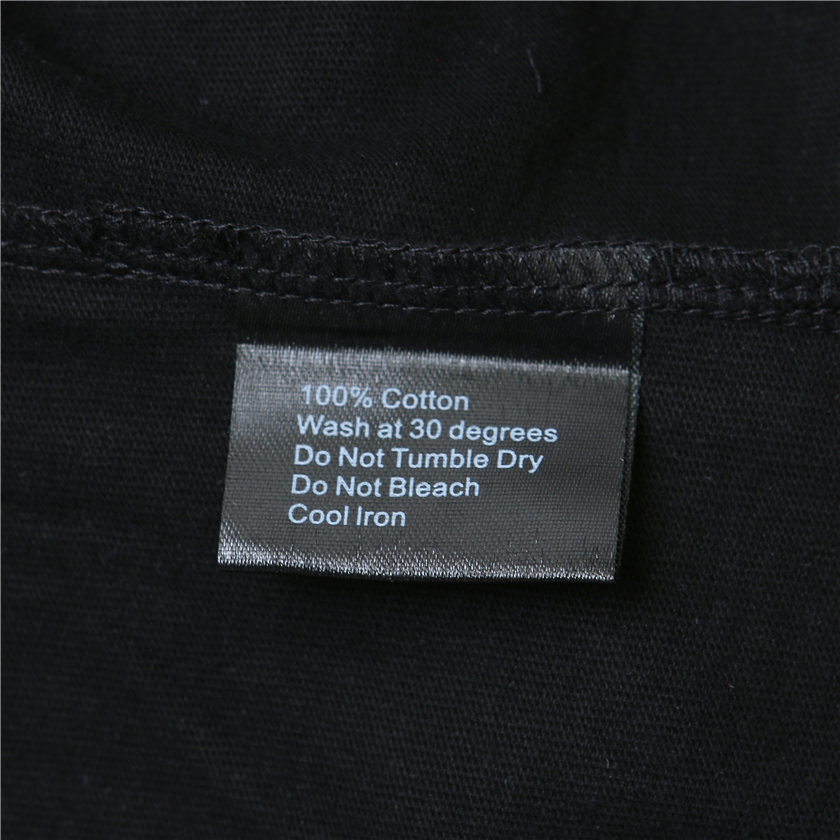 100% Cotton
Wash at 30 degrees
Do Not Tumble Dry
Do Not Bleach
Cool Iron